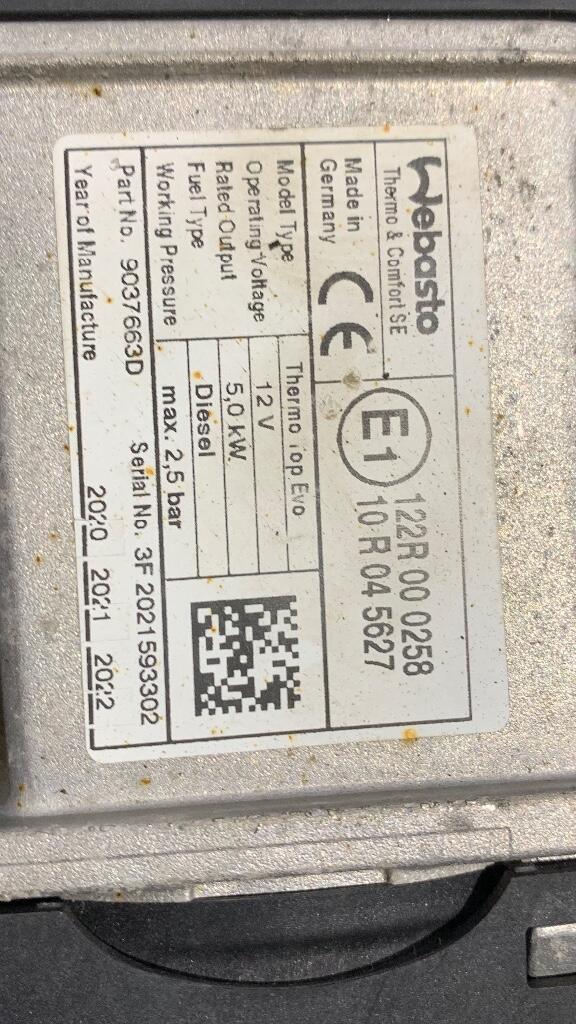 Webasto
Thermo & Comfort SE
Made in
Germany
CE
E1
122R 00 0258
10 R 04 5627
Model Type Thermo Top Evo
Operating Voltage 12 V
Rated Output 5,0 kW
Fuel Type Diesel
Working Pressure max. 2,5 bar
Part No. 9037663D Serial No. 3F 2021593302
Year of Manufacture 2020 2021 2022